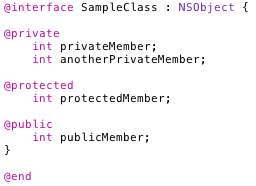 @interface SampleClass : NSObject {
@private
int privateMember;
int anotherPrivateMember;
@protected
int protectedMember;
@public
int publicMember;
}
@end